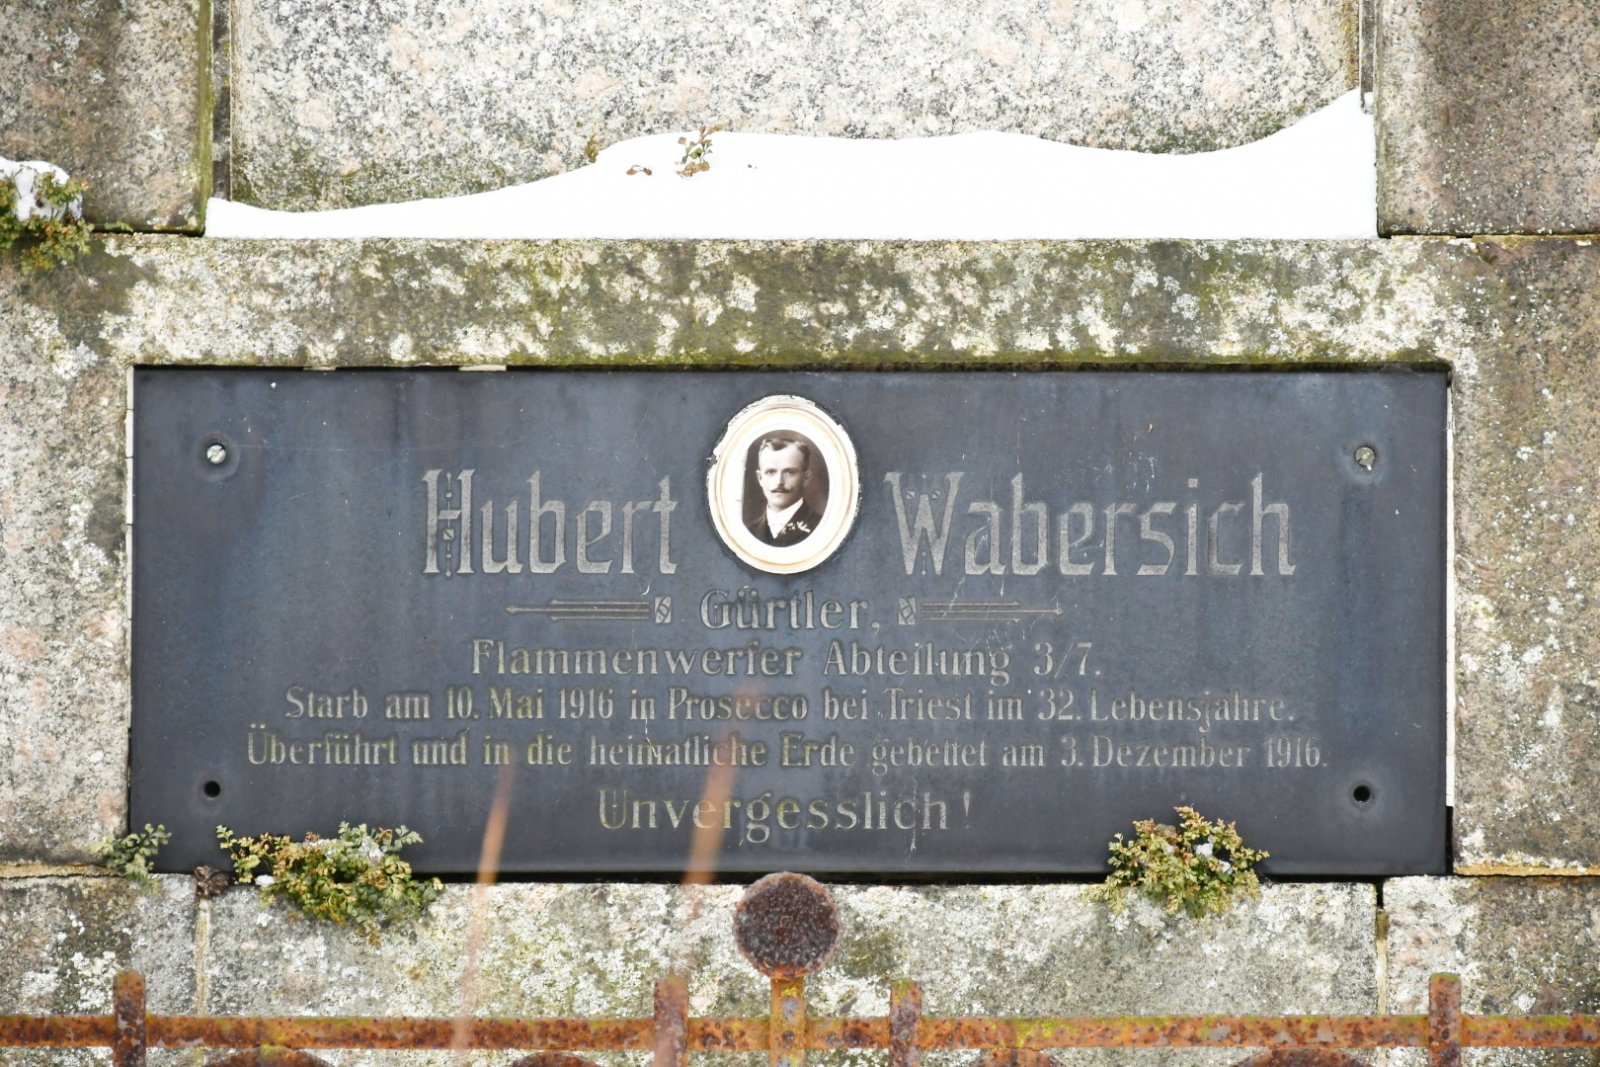 Hubert Wabersich
Gürtler,
Flammenwerfer Abteilung 3/7.
Starb am 10. Mai 1916 in Prosecco bei Triest im 32. Lebensjahre.
Überführt und in die heimatliche Erde gebettet am 3. Dezember 1916.
Unvergesslich!